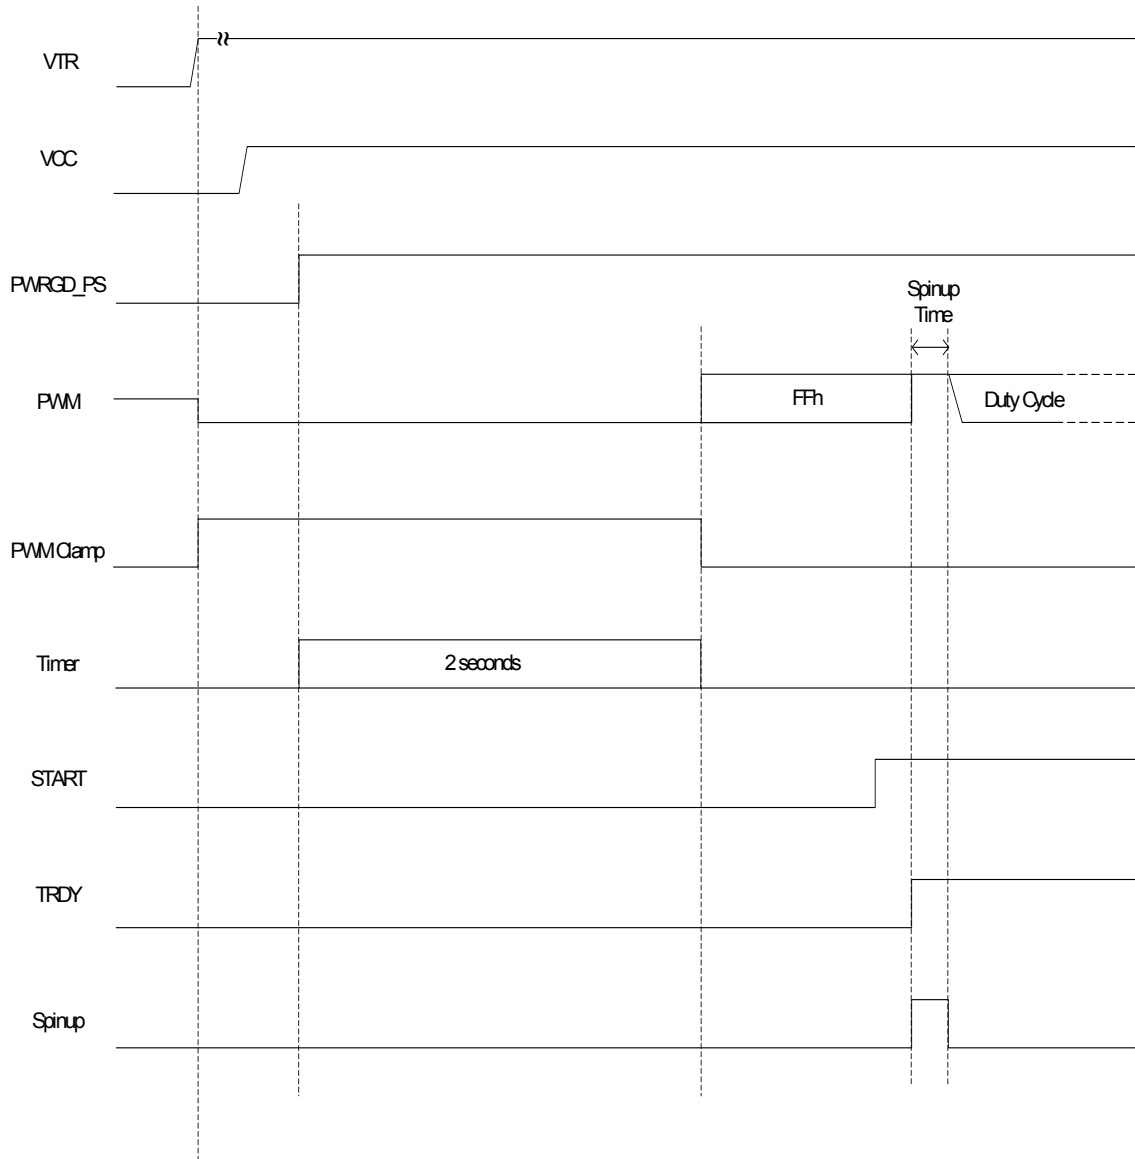 VTR
VCC
PWRGD_PS
Spinup
Time
PWM
FFh
Duty Cycle
PWM Clamp
Timer
2 seconds
START
TRDY
Spinup